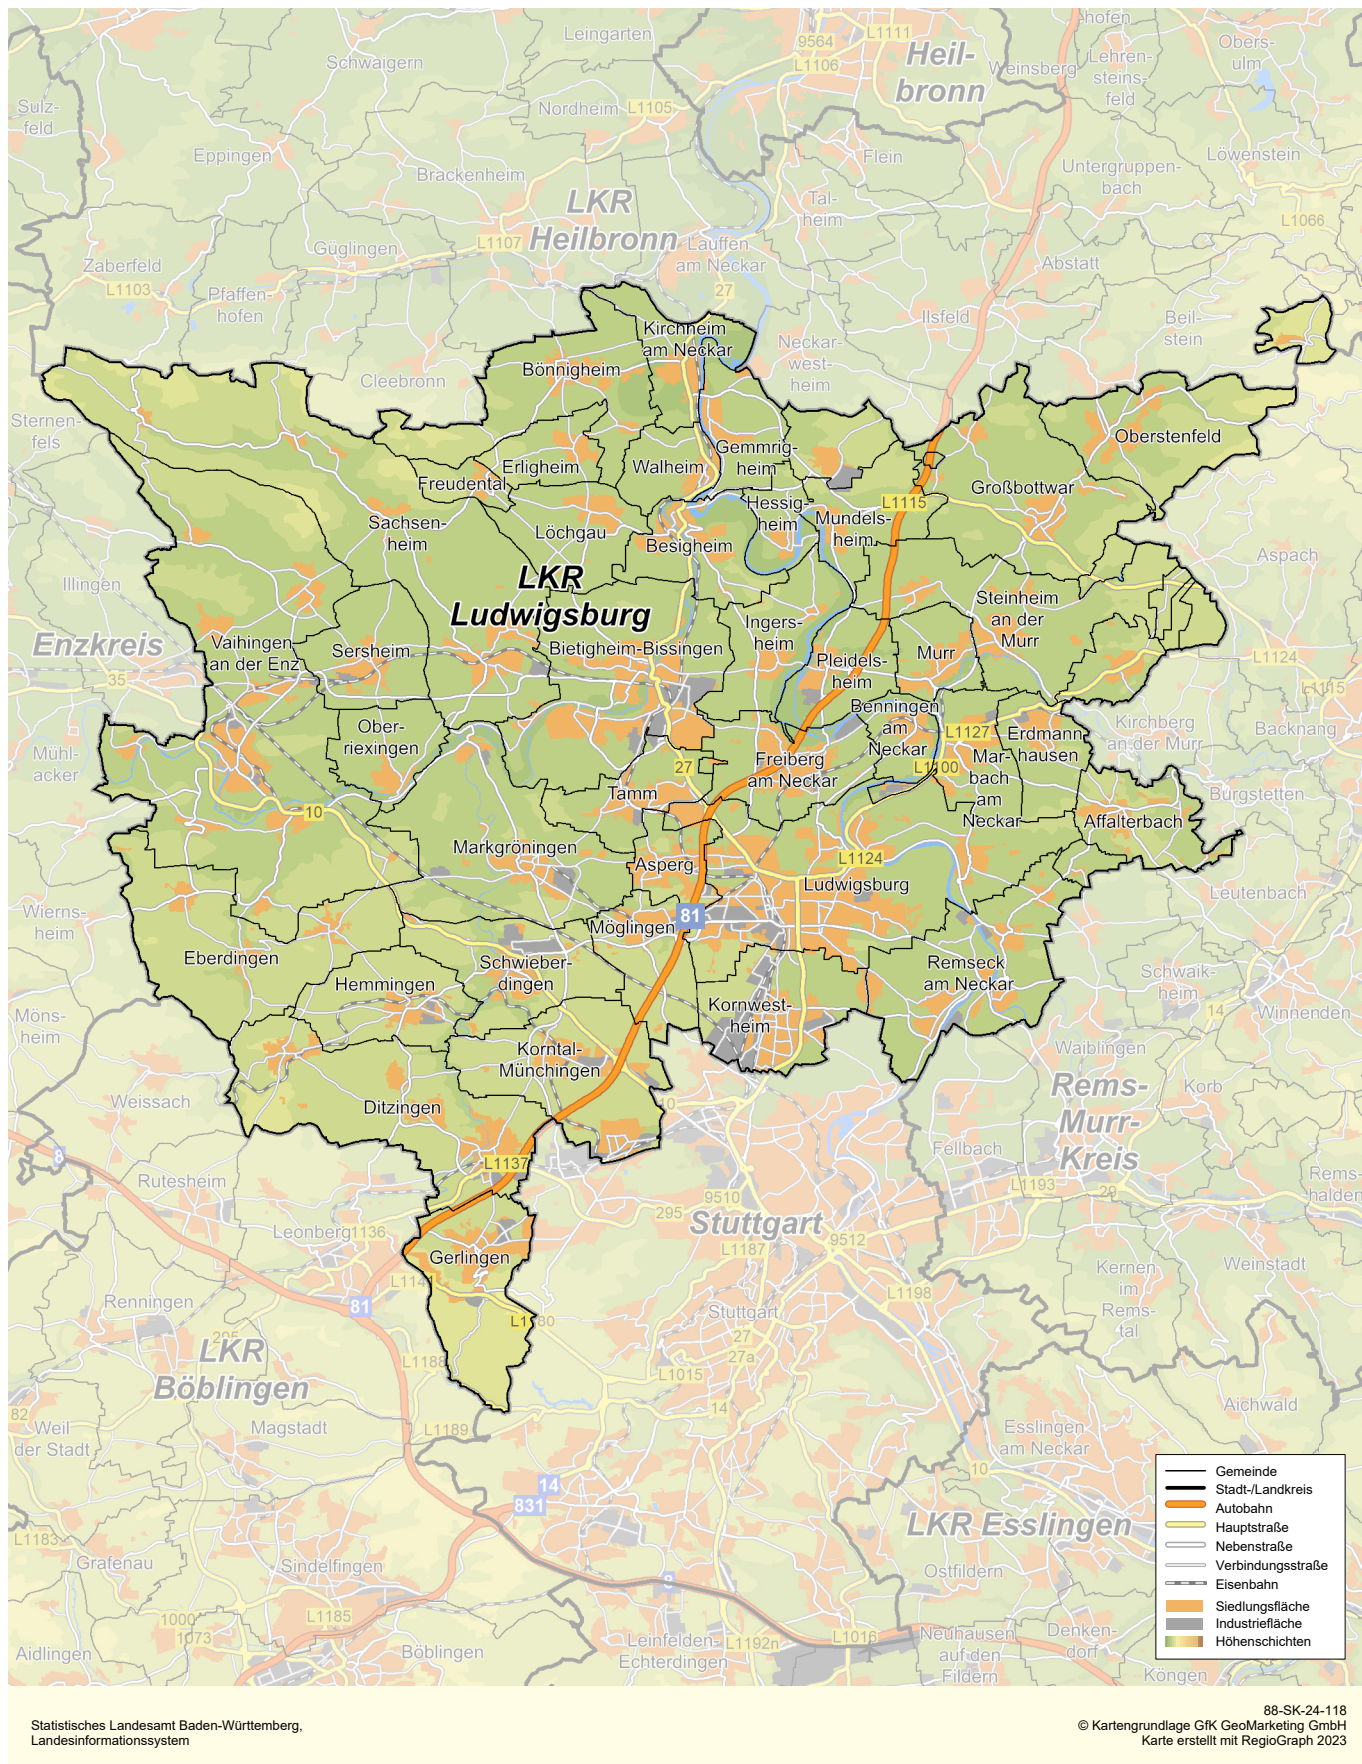 Leingarten
9564
L1111
L1106
Heil-
bronn
hofen
Obers-
ulm
Schwaigern
Weinsberg
Lehren-
steins-
feld
Sulz-
feld
Nordheim
L1105
Eppingen
Flein
Untergruppen-
bach
Löwenstein
Brackenheim
LKR
Heilbronn
Tal-
heim
L1066
Güglingen
L1107
Lauffen
am Neckar
27
Abstatt
Zaberfeld
L1103
Pfaffen-
hofen
Ilsfeld
Beil-
stein
Kirchheim
am Neckar
Neckar-
west-
heim
Cleebronn
Bönnigheim
Sternen-
fels
Oberstenfeld
Erligheim
Freudental
Walheim
Gemmrig-
heim
Großbottwar
L1115
Hessig-
heim
Mundels-
heim
Sachsen-
heim
Löchgau
Besigheim
Illingen
Aspach
LKR
Ludwigsburg
Steinheim
an der
Murr
Enzkreis
Vaihingen
an der Enz
Sersheim
Bietigheim-Bissingen
Ingers-
heim
Pleidels-
heim
Murr
L1124
35
L1115
Ober-
riexingen
Benningen
am
Neckar
L1127
Erdmann
hausen
Kirchberg
an der Murr
Backnang
Mühl-
acker
27
Freiberg
am Neckar
L1100
Mar-
bach
am
Neckar
Burgstetten
Tamm
10
Affalterbach
Markgröningen
Asperg
L1124
Ludwigsburg
Leutenbach
Wierns-
heim
81
Möglingen
Eberdingen
Schwieber-
dingen
Hemmingen
Remseck
am Neckar
Schwaik-
heim
Winnenden
14
Möns-
heim
Kornwest-
heim
Korntal-
Münchingen
Waiblingen
Weissach
Ditzingen
10
Rems-
Murr-
Kreis
Korb
8
L1137
Fellbach
Rutesheim
L1193
29
Rems-
halden
9510
295
Stuttgart
Leonberg
1136
L1187
9512
Gerlingen
Weinstadt
Kernen
im
Rems-
tal
L1141
L1198
81
Renningen
L1180
Stuttgart
27
295
LKR
Böblingen
27a
L1188
L1015
14
Aichwald
82
Weil
der Stadt
Magstadt
L1189
Esslingen
am Neckar
10
14
831
L1183
LKR Esslingen
Grafenau
Sindelfingen
8
Ostfildern
1000
1073
L1185
Aidlingen
Böblingen
Leinfelden-
Echterdingen
L1192n
L1016
Neuhausen
auf den
Fildern
Denken-
dorf
Köngen
Gemeinde
Stadt-/Landkreis
Autobahn
Hauptstraße
Nebenstraße
Verbindungsstraße
Eisenbahn
Siedlungsfläche
Industriefläche
Höhenschichten
Statistisches Landesamt Baden-Württemberg,
Landesinformationssystem
88-SK-24-118
© Kartengrundlage GfK GeoMarketing GmbH
Karte erstellt mit RegioGraph 2023